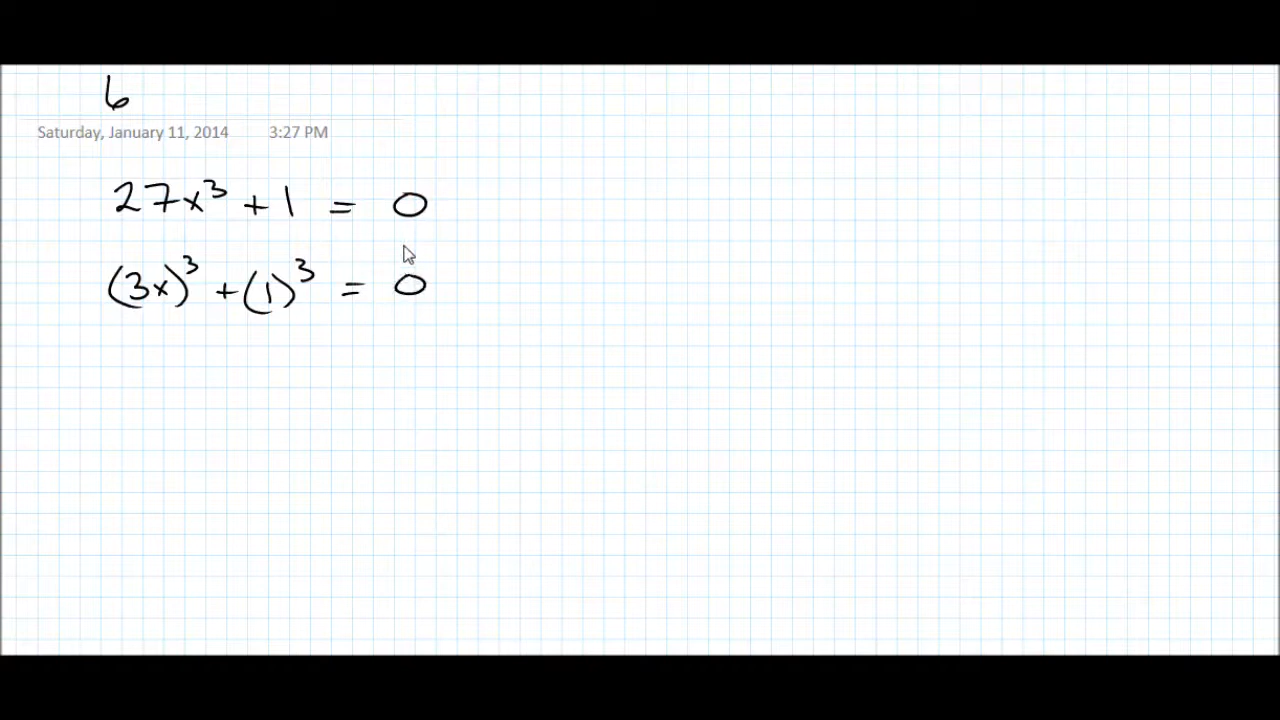 6
Saturday, January 11, 2014 3:27 PM
27x³ + 1 = 0
(3x)³ + (1)³ = 0